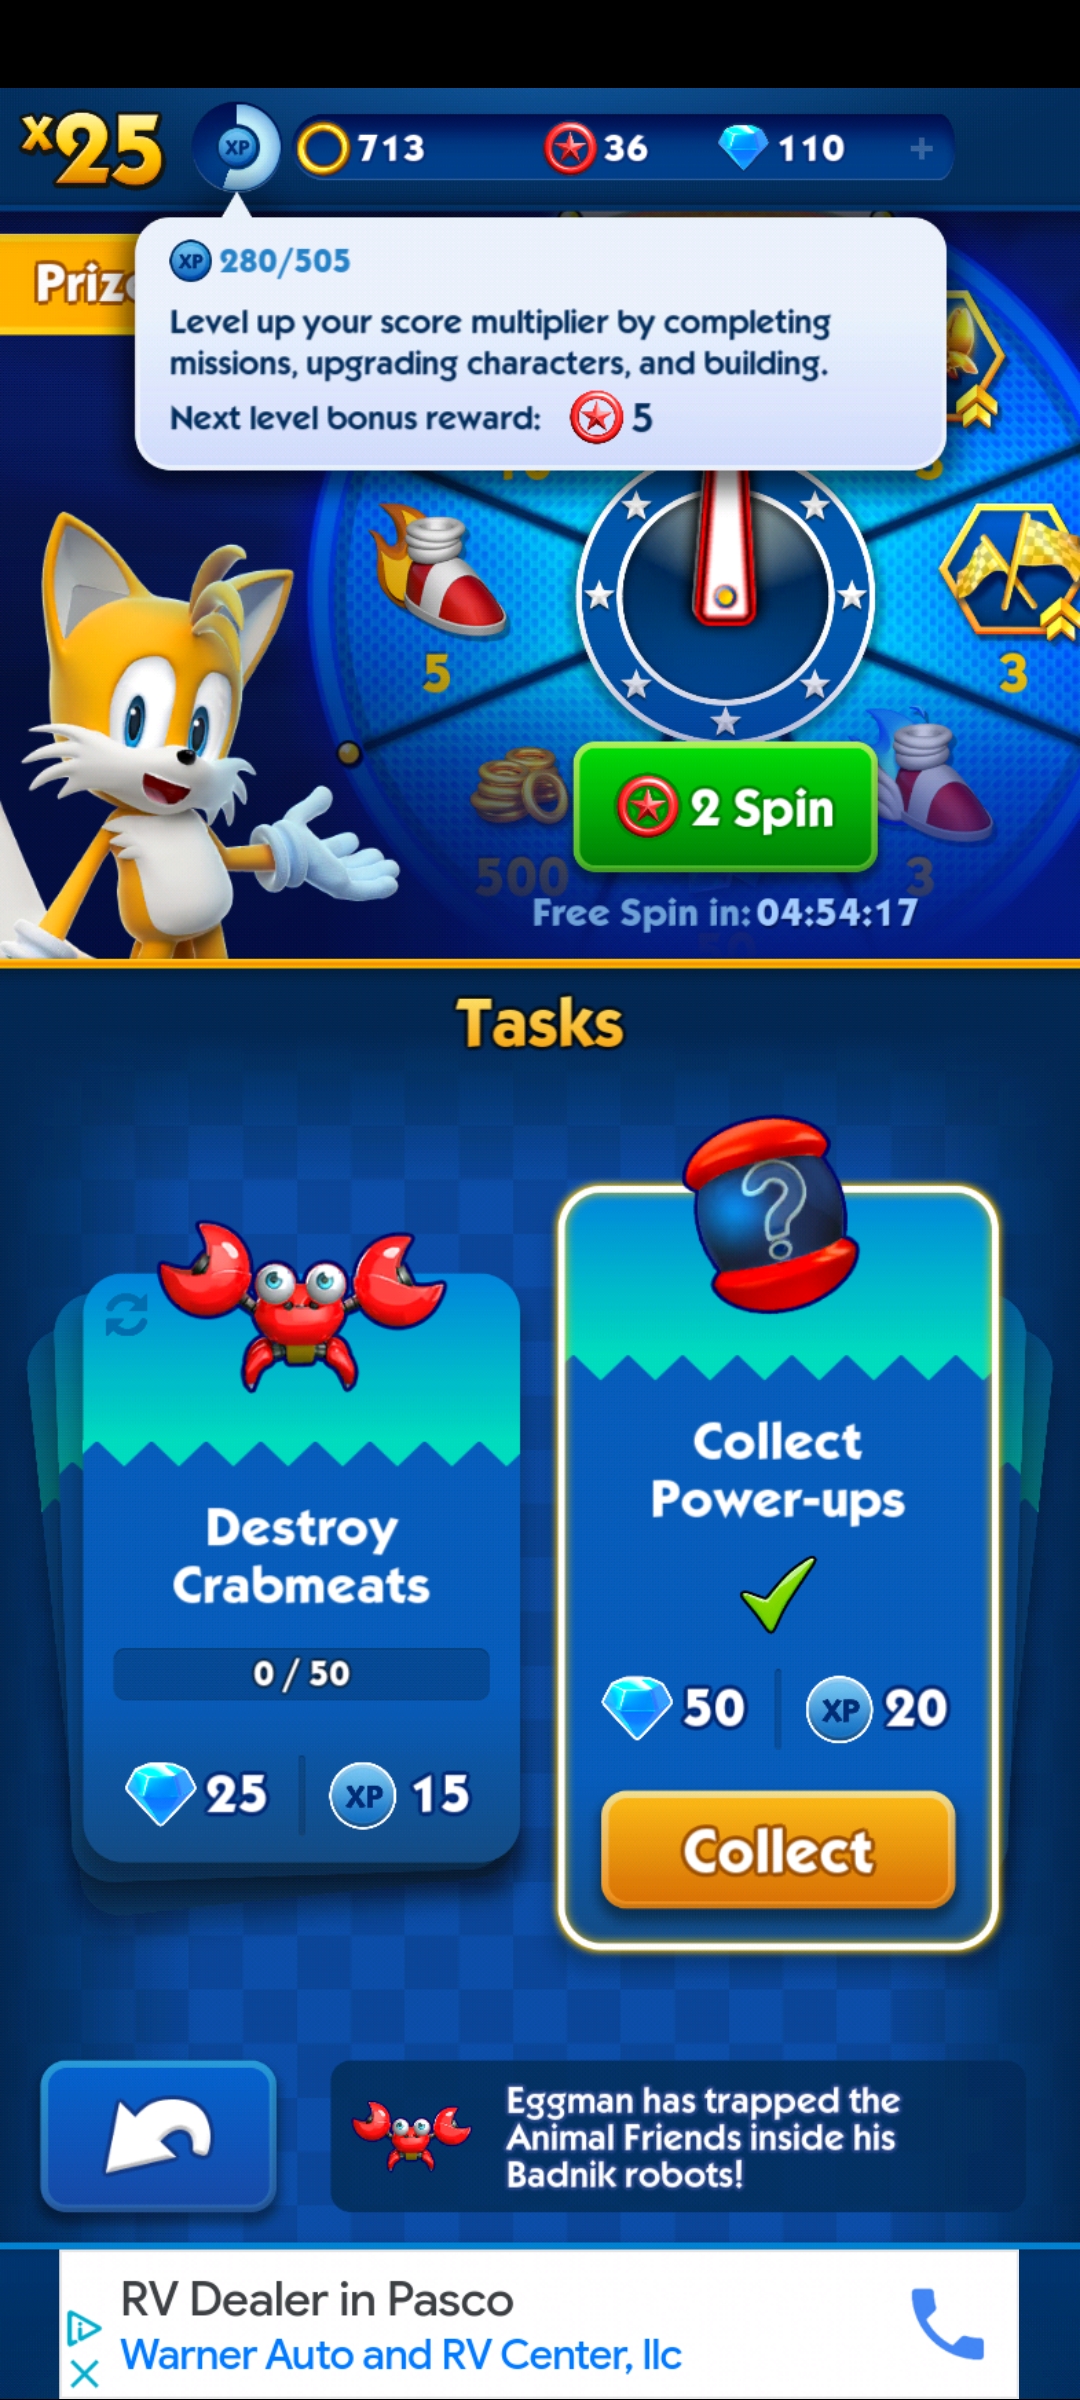 x25
XP
713
36
110
+
Prize
XP 280/505
Level up your score multiplier by completing
missions, upgrading characters, and building.
Next level bonus reward: 5
5
3
2 Spin
500
3
Free Spin in: 04:54:17
Tasks
?
Collect
Power-ups
50
XP 20
Collect
Destroy
Crabmeats
0 / 50
25
XP 15
Eggman has trapped the
Animal Friends inside his
Badnik robots!
RV Dealer in Pasco
Warner Auto and RV Center, llc